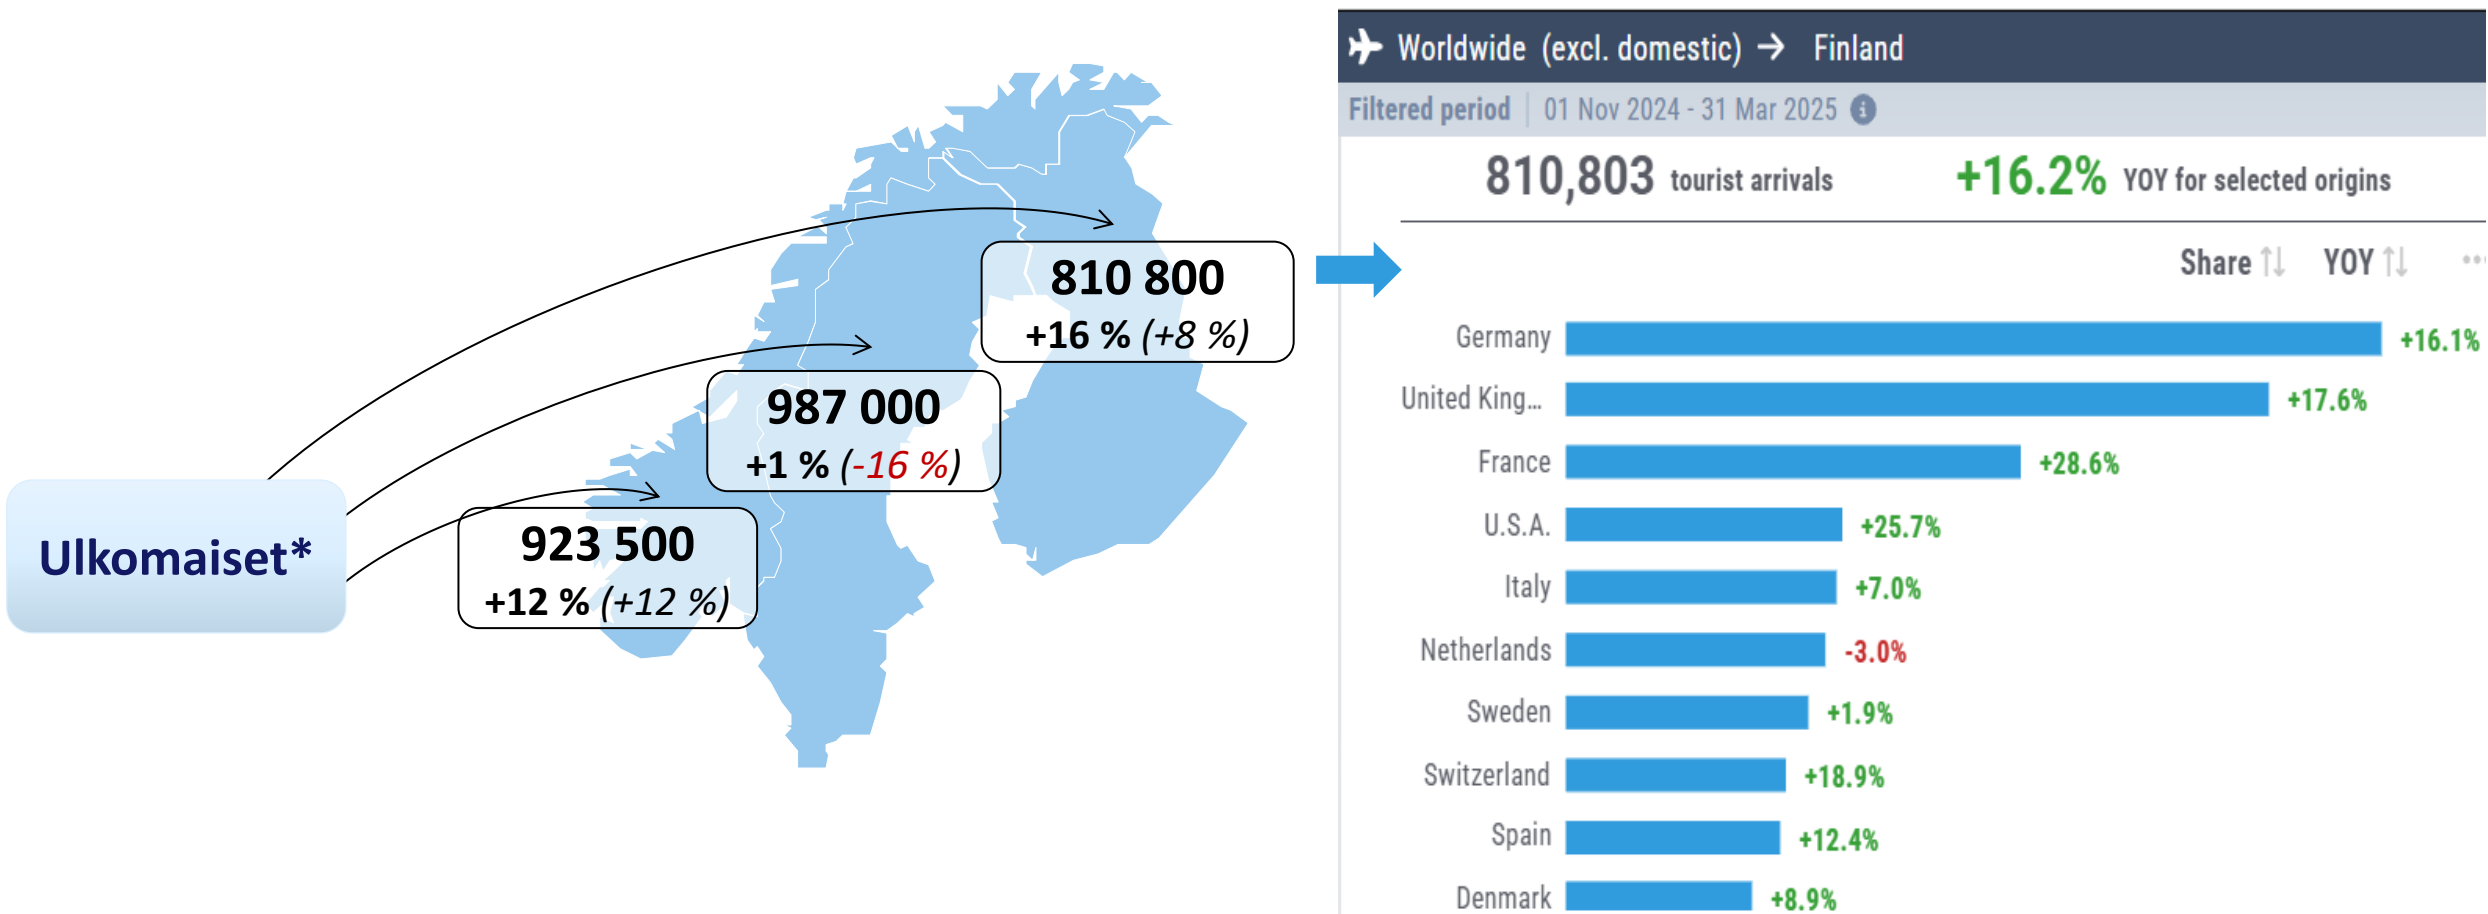 Ulkomaiset*
810 800
+16 % (+8 %)
987 000
+1 % (-16 %)
923 500
+12 % (+12 %)
Worldwide (excl. domestic) → Finland
Filtered period | 01 Nov 2024 - 31 Mar 2025
810,803 tourist arrivals +16.2% YOY for selected origins
Share YOY
Germany +16.1%
United King... +17.6%
France +28.6%
U.S.A. +25.7%
Italy +7.0%
Netherlands -3.0%
Sweden +1.9%
Switzerland +18.9%
Spain +12.4%
Denmark +8.9%